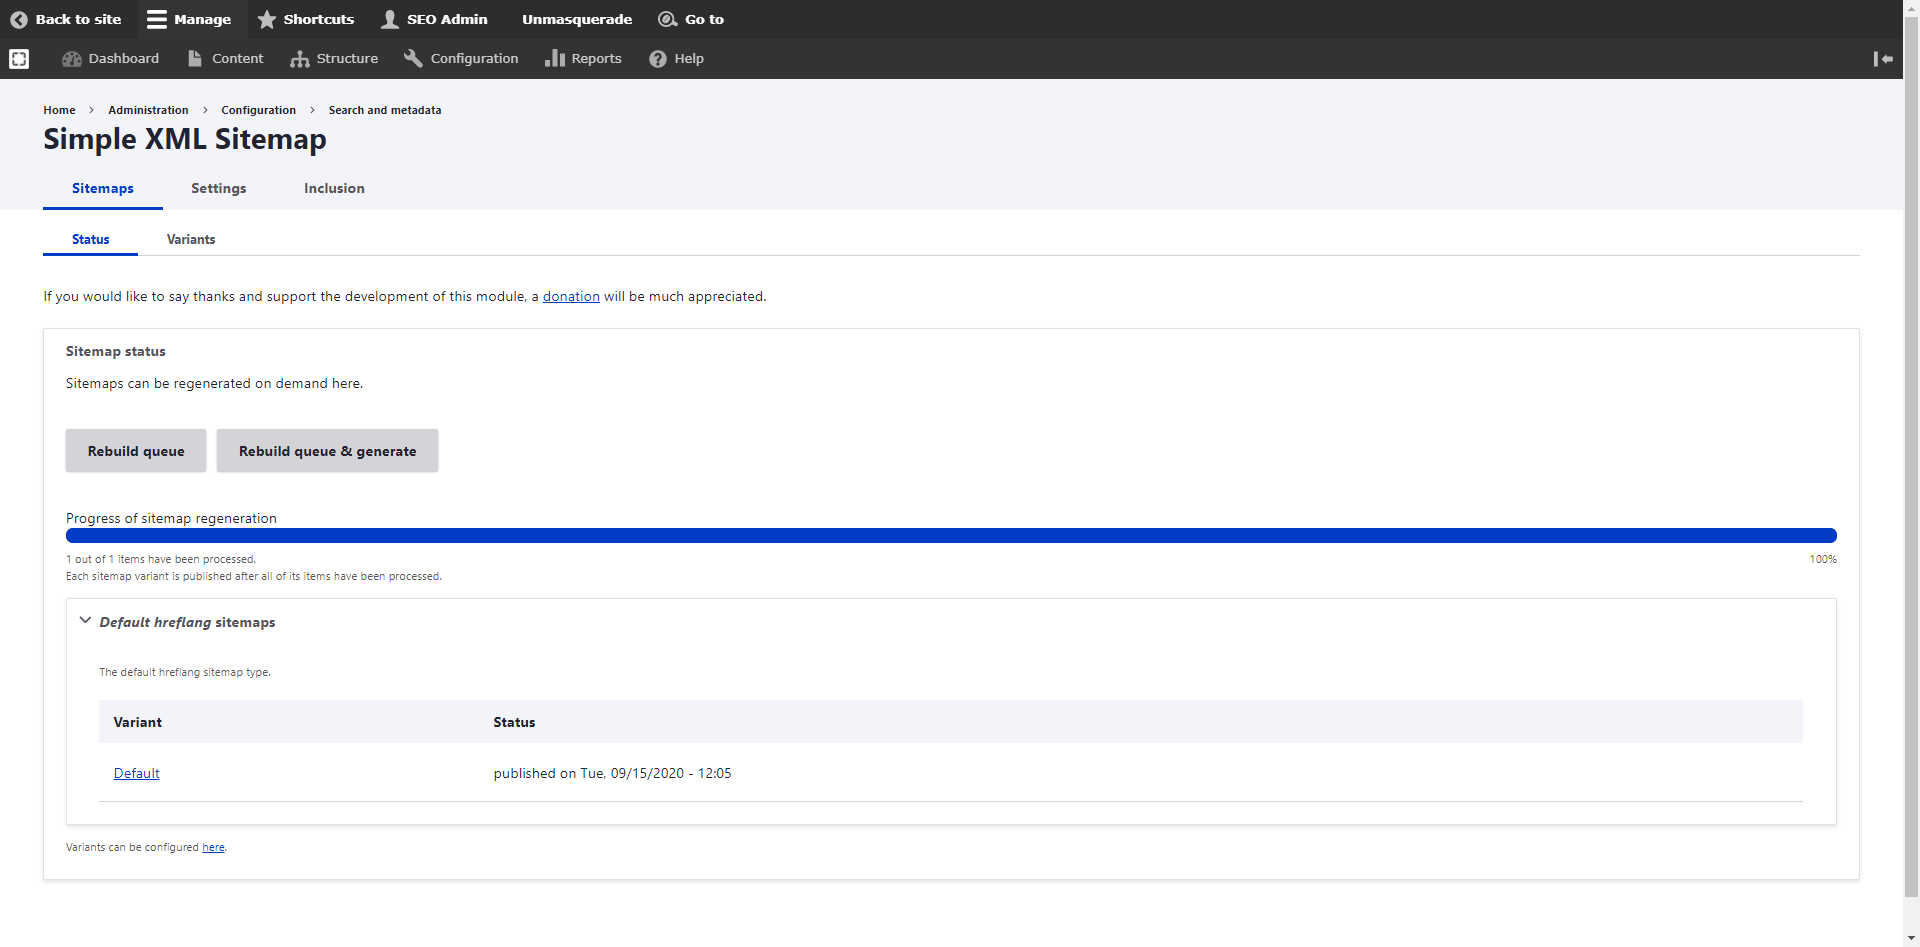 Back to site Manage Shortcuts SEO Admin Unmasquerade Go to
Dashboard Content Structure Configuration Reports Help
Home > Administration > Configuration > Search and metadata
Simple XML Sitemap
Sitemaps Settings Inclusion
Status Variants
If you would like to say thanks and support the development of this module, a donation will be much appreciated.
Sitemap status
Sitemaps can be regenerated on demand here.
Rebuild queue Rebuild queue & generate
Progress of sitemap regeneration
1 out of 1 items have been processed. 100%
Each sitemap variant is published after all of its items have been processed.
Default hreflang sitemaps
The default hreflang sitemap type.
Variant Status
Default published on Tue, 09/15/2020 - 12:05
Variants can be configured here.